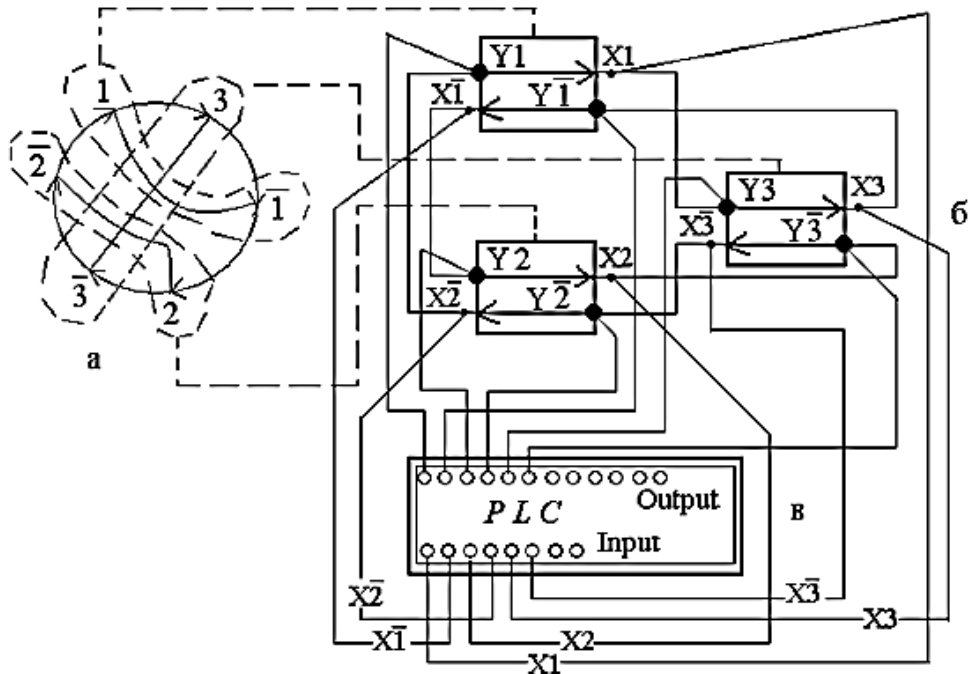 Y1 X1
X1̅ Y1̅
1 3
2̅
1̅
3̅ 2
а
Y3 X3
б
X3̅ Y3̅
Y2 X2
X2̅ Y2̅
PLC Output
в
Input
X2̅ X3̅
X1̅ X2 X3
X1